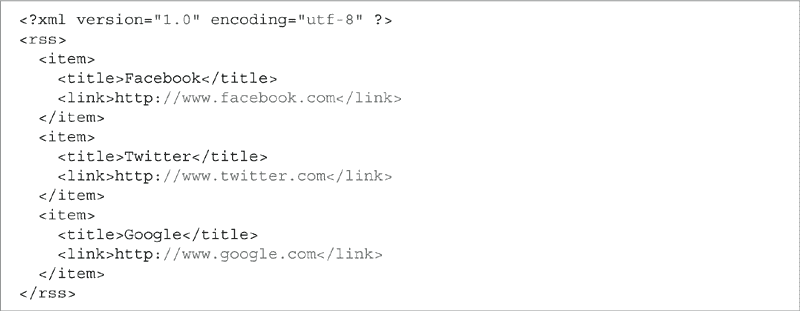 <?xml version="1.0" encoding="utf-8" ?>
<rss>
<item>
<title>Facebook</title>
<link>http://www.facebook.com</link>
</item>
<item>
<title>Twitter</title>
<link>http://www.twitter.com</link>
</item>
<item>
<title>Google</title>
<link>http://www.google.com</link>
</item>
</rss>